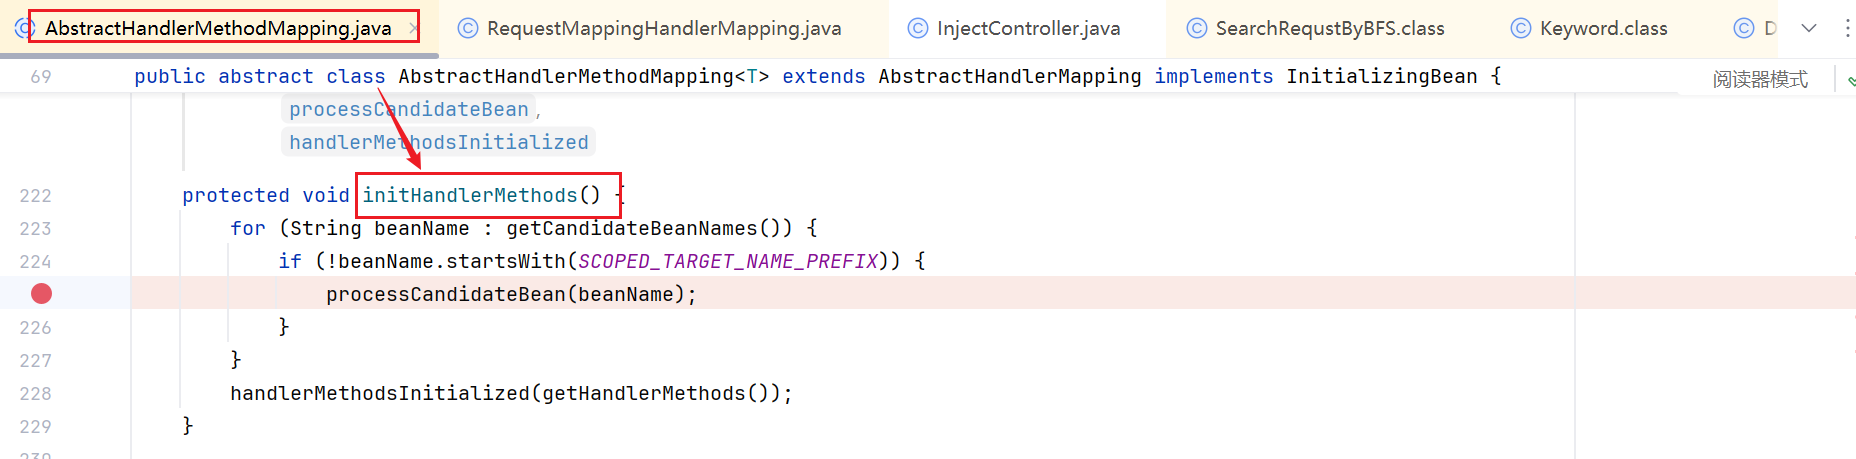 AbstractHandlerMethodMapping.java RequestMappingHandlerMapping.java InjectController.java SearchRequstByBFS.class Keyword.class
69 public abstract class AbstractHandlerMethodMapping<T> extends AbstractHandlerMapping implements InitializingBean { 阅读器模式
processCandidateBean,
handlerMethodsInitialized
222 protected void initHandlerMethods() {
223 for (String beanName : getCandidateBeanNames()) {
224 if (!beanName.startsWith(SCOPED_TARGET_NAME_PREFIX)) {
processCandidateBean(beanName);
226 }
227 }
228 handlerMethodsInitialized(getHandlerMethods());
229 }